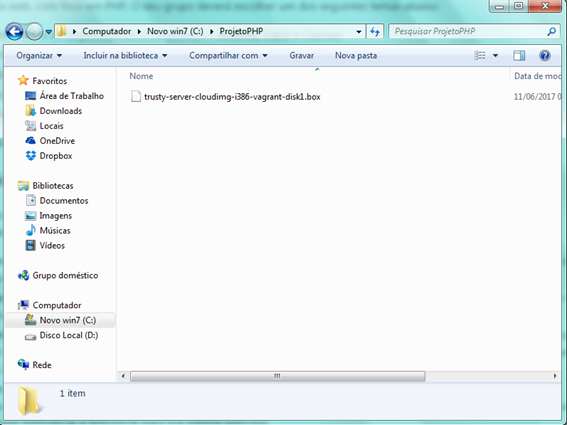 Computador Novo win7 (C:) ProjetoPHP Pesquisar ProjetoPHP
Organizar Incluir na biblioteca Compartilhar com Gravar Nova pasta
Nome Data de moc
trusty-server-cloudimg-i386-vagrant-disk1.box 11/06/2017 0
Favoritos
Área de Trabalho
Downloads
Locais
OneDrive
Dropbox
Bibliotecas
Documentos
Imagens
Músicas
Vídeos
Grupo doméstico
Computador
Novo win7 (C:)
Disco Local (D:)
Rede
1 item